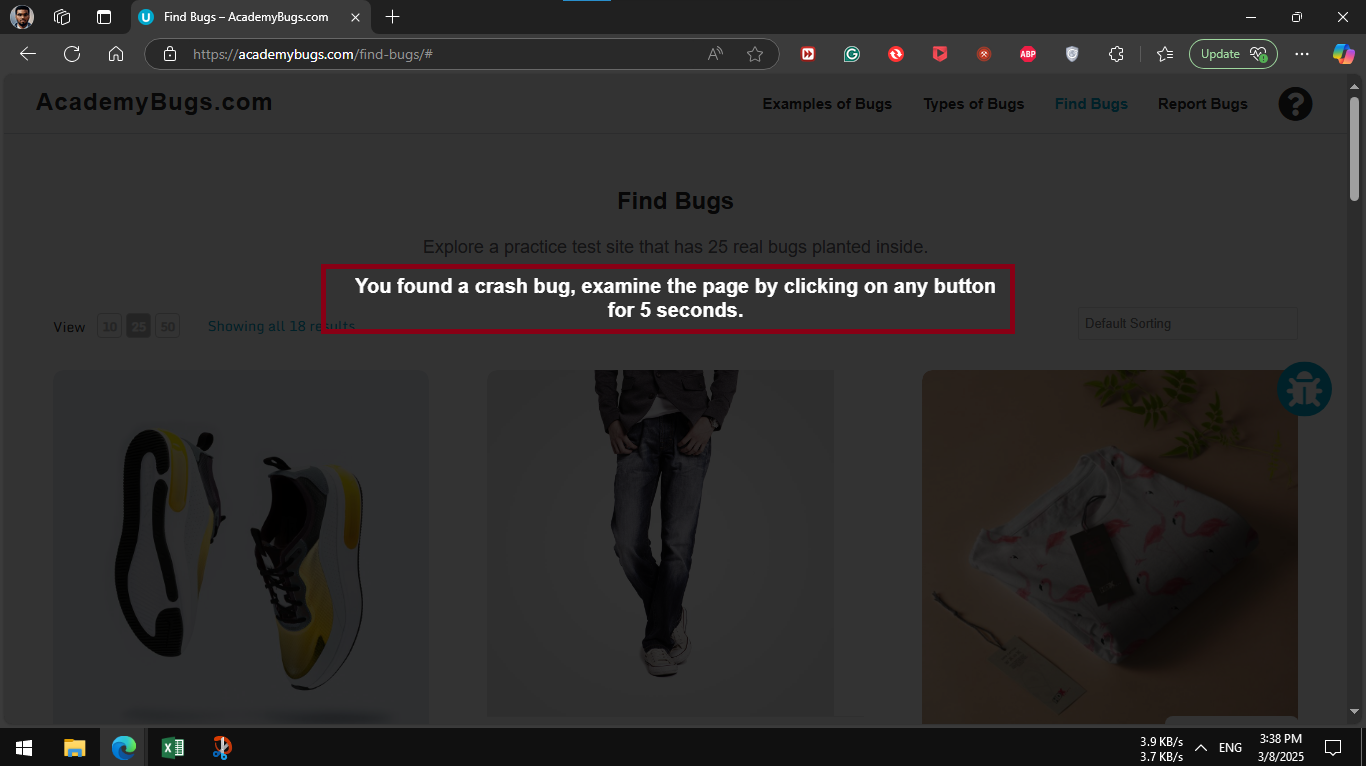 Find Bugs – AcademyBugs.com
https://academybugs.com/find-bugs/#
A
ABP
Update
1
AcademyBugs.com
Examples of Bugs
Types of Bugs
Find Bugs
Report Bugs
?
Find Bugs
Explore a practice test site that has 25 real bugs planted inside.
You found a crash bug, examine the page by clicking on any button
for 5 seconds.
View
10
25
50
Showing all 18 results
Default Sorting
3.9 KB/s
3.7 KB/s
ENG
3:38 PM
3/8/2025